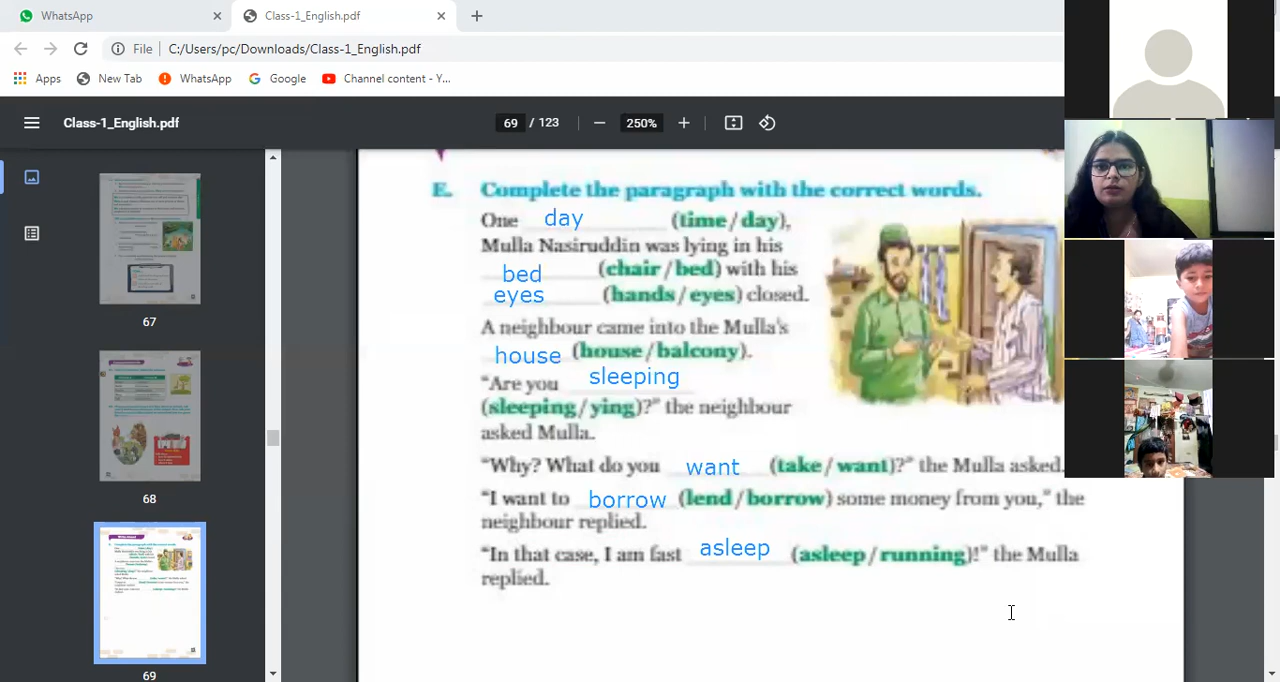 WhatsApp
Class-1_English.pdf
File
C:/Users/pc/Downloads/Class-1_English.pdf
Apps
New Tab
WhatsApp
Google
Channel content - Y...
Class-1_English.pdf
69 / 123
250%
67
68
69
E. Complete the paragraph with the correct words.
One day (time/day),
Mulla Nasiruddin was lying in his
bed (chair/bed) with his
eyes (hands/eyes) closed.
A neighbour came into the Mulla's
house (house/balcony).
"Are you sleeping
(sleeping/ying)?" the neighbour
asked Mulla.
"Why? What do you want (take/want)?" the Mulla asked.
"I want to borrow (lend/borrow) some money from you," the
neighbour replied.
"In that case, I am fast asleep (asleep/running)!" the Mulla
replied.